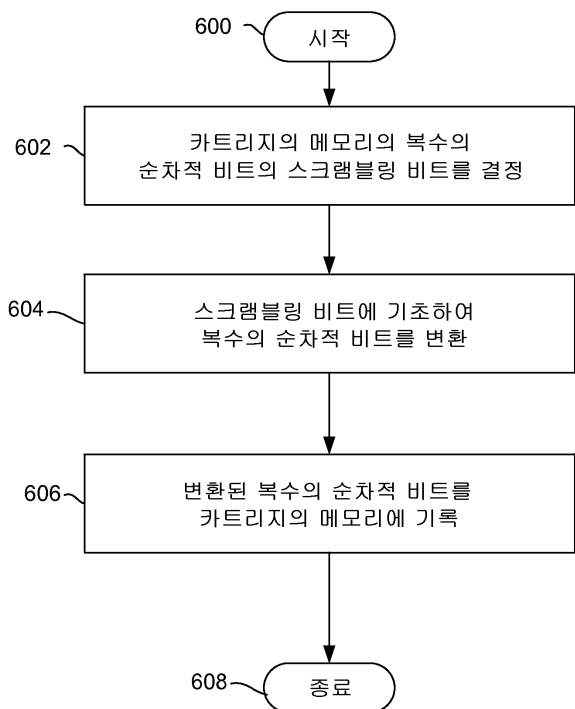 600
시작
602
카트리지의 메모리의 복수의
순차적 비트의 스크램블링 비트를 결정
604
스크램블링 비트에 기초하여
복수의 순차적 비트를 변환
606
변환된 복수의 순차적 비트를
카트리지의 메모리에 기록
608
종료